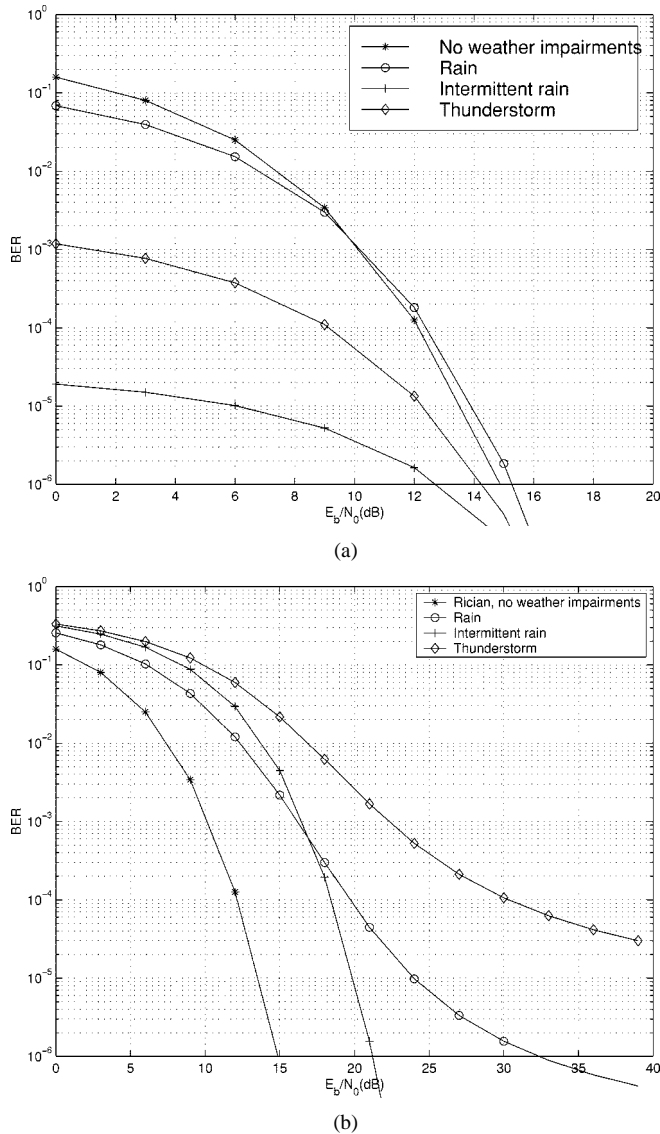 10^0
10^-1
10^-2
10^-3
10^-4
10^-5
10^-6
BER
No weather impairments
Rain
Intermittent rain
Thunderstorm
0 2 4 6 8 10 12 14 16 18 20
E_b/N_0(dB)
(a)
10^0
10^-1
10^-2
10^-3
10^-4
10^-5
10^-6
BER
Rician, no weather impairments
Rain
Intermittent rain
Thunderstorm
0 5 10 15 20 25 30 35 40
E_b/N_0(dB)
(b)